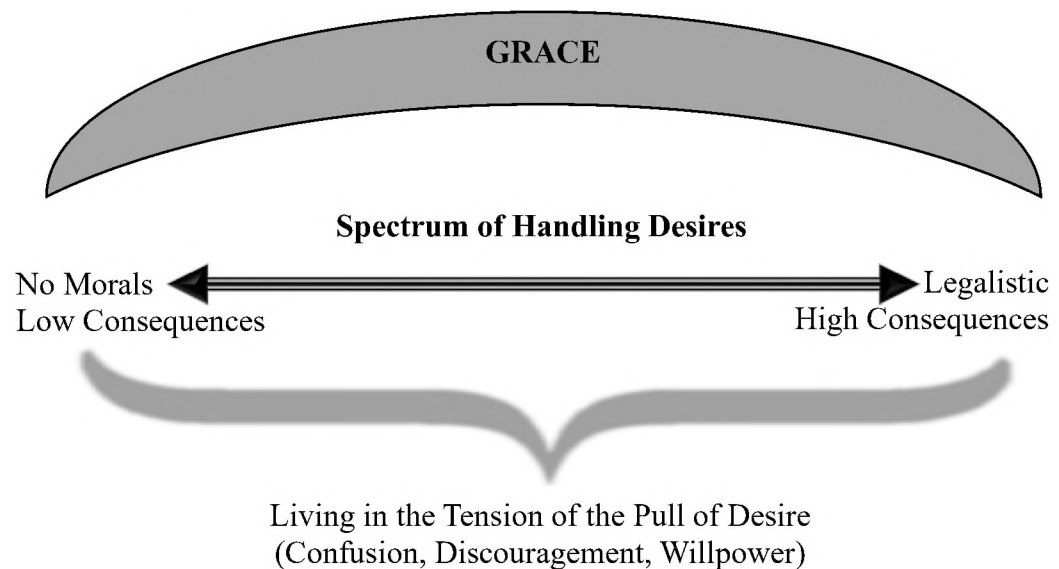 GRACE
Spectrum of Handling Desires
No Morals
Low Consequences
Legalistic
High Consequences
Living in the Tension of the Pull of Desire
(Confusion, Discouragement, Willpower)